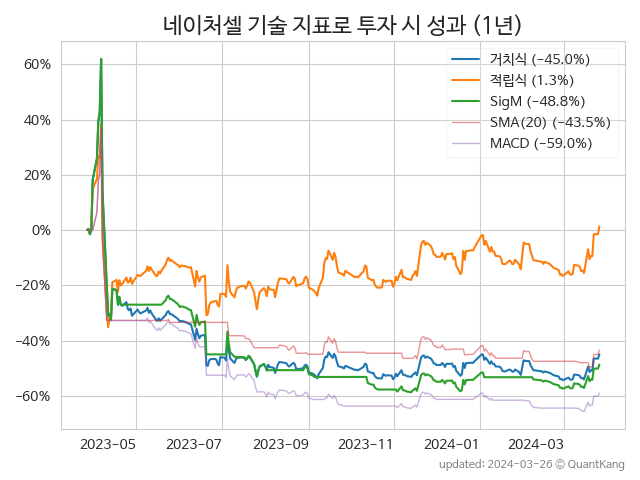 네이처셀 기술 지표로 투자 시 성과 (1년)
거치식 (−45.0%)
적립식 (1.3%)
SigM (−48.8%)
SMA(20) (−43.5%)
MACD (−59.0%)
60%
40%
20%
0%
−20%
−40%
−60%
2023-05 2023-07 2023-09 2023-11 2024-01 2024-03
updated: 2024-03-26 © QuantKang